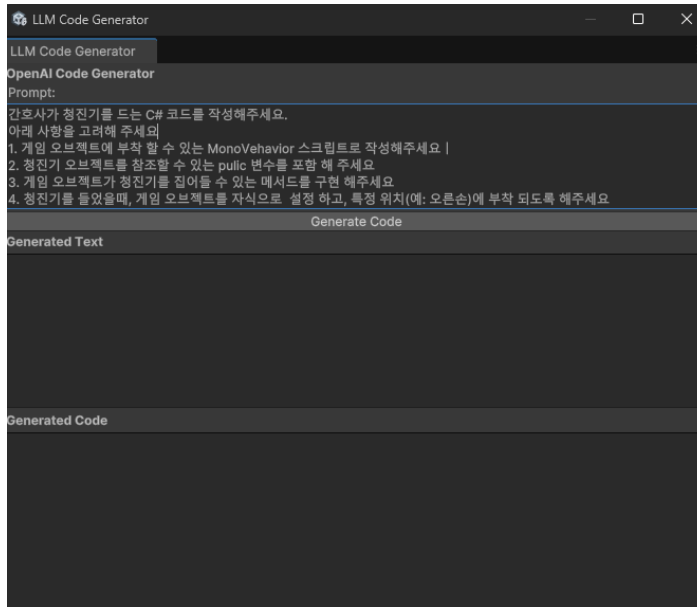 LLM Code Generator
LLM Code Generator
OpenAI Code Generator
Prompt:
간호사가 청진기를 드는 C# 코드를 작성해주세요.
아래 사항을 고려해 주세요
1. 게임 오브젝트에 부착 할 수 있는 MonoVehavior 스크립트로 작성해주세요 |
2. 청진기 오브젝트를 참조할 수 있는 pulic 변수를 포함 해 주세요
3. 게임 오브젝트가 청진기를 집어들 수 있는 메서드를 구현 해주세요
4. 청진기를 들었을때, 게임 오브젝트를 자식으로 설정 하고, 특정 위치(예: 오른손)에 부착 되도록 해주세요
Generate Code
Generated Text
Generated Code